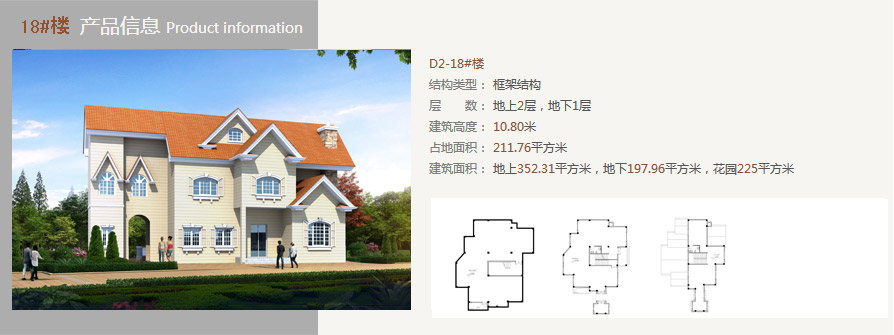 18#楼 产品信息 Product information
D2-18#楼
结构类型： 框架结构
层 数： 地上2层，地下1层
建筑高度： 10.80米
占地面积： 211.76平方米
建筑面积： 地上352.31平方米，地下197.96平方米，花园225平方米